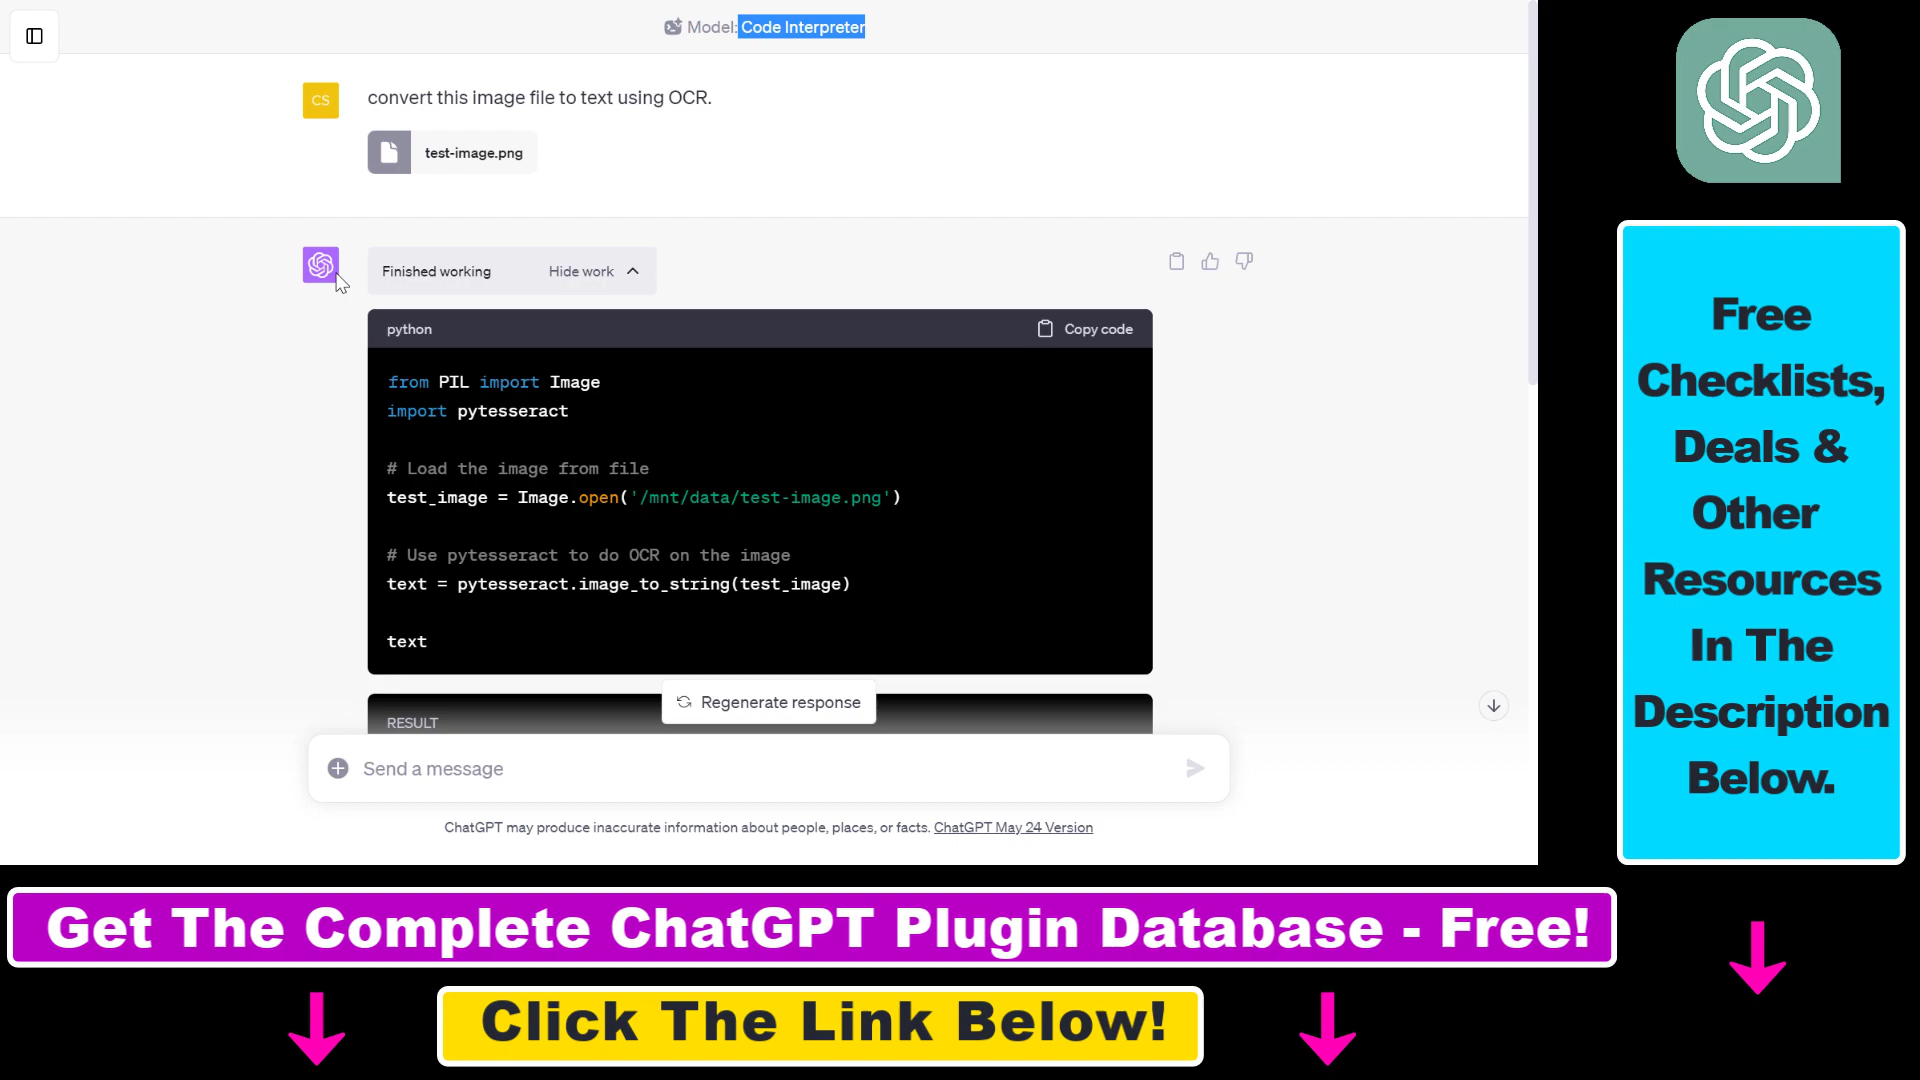 Model: Code Interpreter
CS
convert this image file to text using OCR.
test-image.png
Finished working
Hide work
python
Copy code
from PIL import Image
import pytesseract
# Load the image from file
test_image = Image.open('/mnt/data/test-image.png')
# Use pytesseract to do OCR on the image
text = pytesseract.image_to_string(test_image)
text
Regenerate response
RESULT
Send a message
ChatGPT may produce inaccurate information about people, places, or facts. ChatGPT May 24 Version
Free
Checklists,
Deals &
Other
Resources
In The
Description
Below.
Get The Complete ChatGPT Plugin Database - Free!
Click The Link Below!